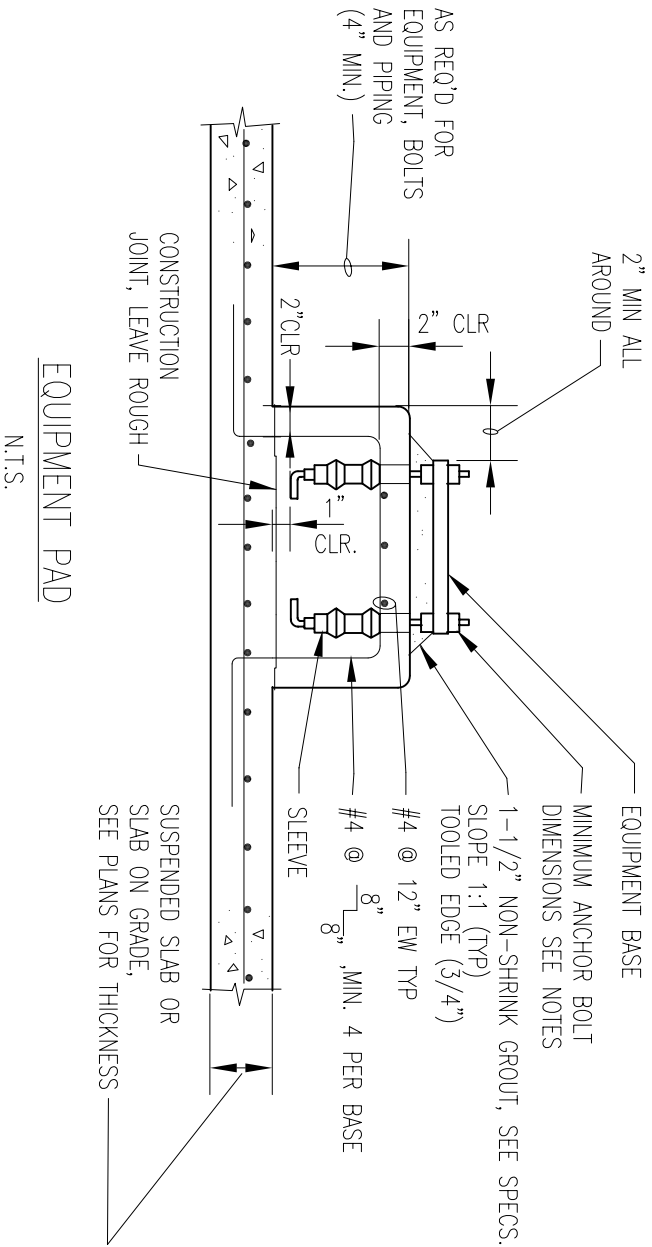 2" MIN ALL
AROUND
AS REQ'D FOR
EQUIPMENT, BOLTS
AND PIPING
(4" MIN.)
2" CLR
2"CLR
1"
CLR.
CONSTRUCTION
JOINT, LEAVE ROUGH
EQUIPMENT BASE
MINIMUM ANCHOR BOLT
DIMENSIONS SEE NOTES
1-1/2" NON-SHRINK GROUT, SEE SPECS.
SLOPE 1:1 (TYP)
TOOLED EDGE (3/4")
#4 @ 12" EW TYP
#4 @ 8" 8" ,MIN. 4 PER BASE
SLEEVE
SUSPENDED SLAB OR
SLAB ON GRADE,
SEE PLANS FOR THICKNESS
EQUIPMENT PAD
N.T.S.